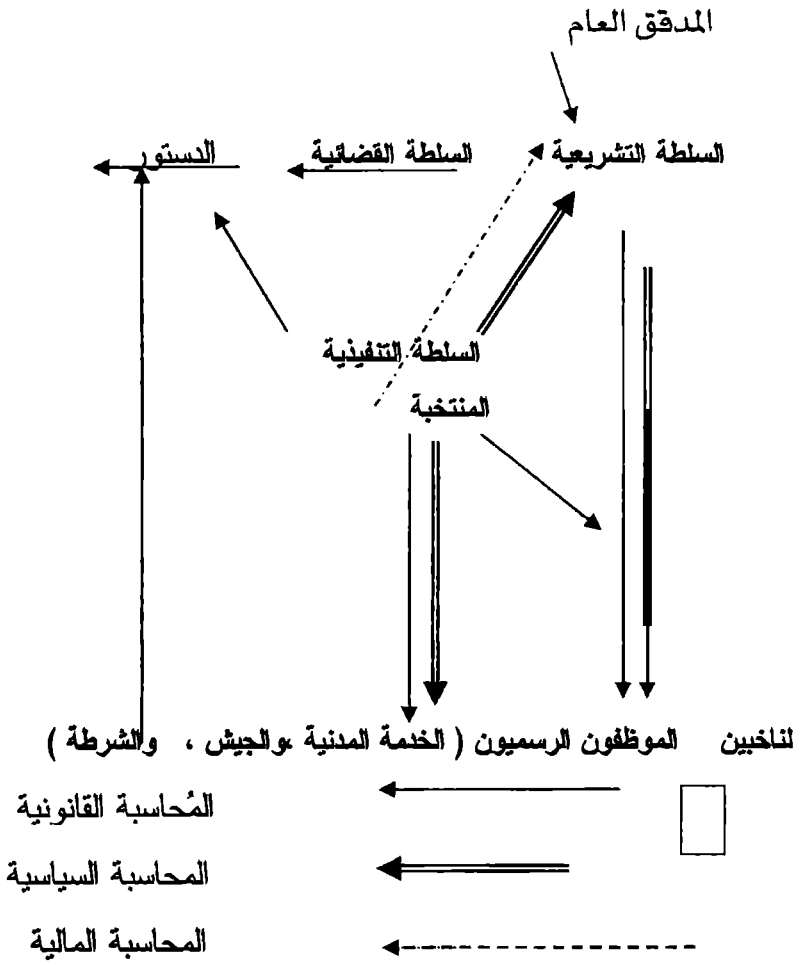 المدقق العام
السلطة التشريعية السلطة القضائية الدستور
السلطة التنفيذية
المنتخبة
لناخبين الموظفون الرسميون ( الخدمة المدنية ،والجيش ، والشرطة )
المُحاسبة القانونية
المحاسبة السياسية
المحاسبة المالية